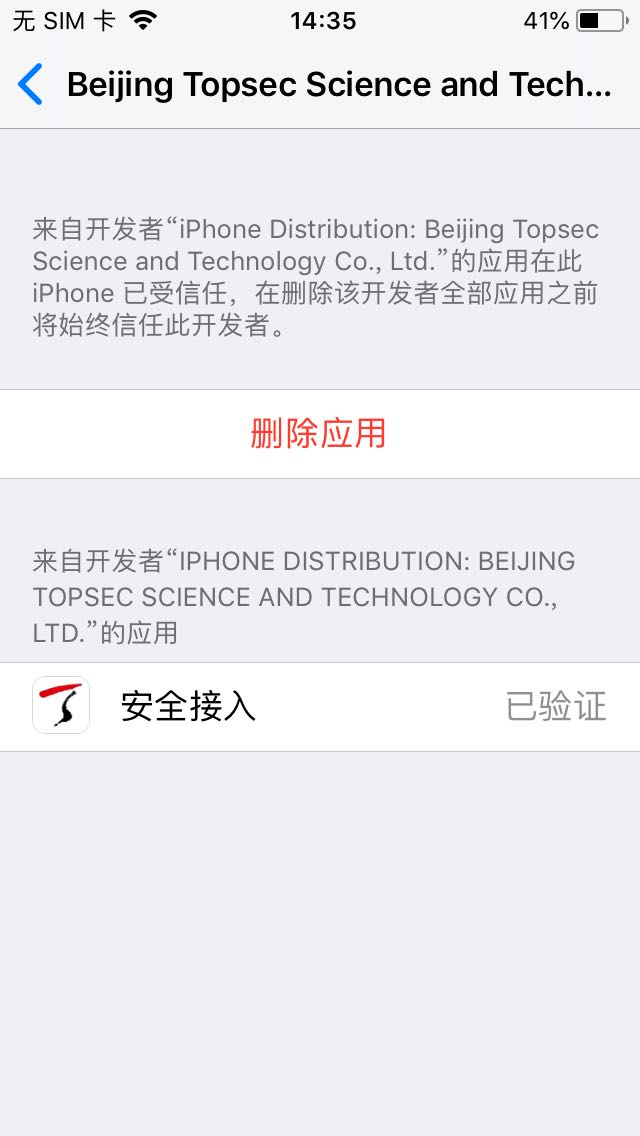 无 SIM 卡 14:35 41%
Beijing Topsec Science and Tech...
来自开发者“iPhone Distribution: Beijing Topsec
Science and Technology Co., Ltd.”的应用在此
iPhone 已受信任，在删除该开发者全部应用之前
将始终信任此开发者。
删除应用
来自开发者“IPHONE DISTRIBUTION: BEIJING
TOPSEC SCIENCE AND TECHNOLOGY CO.,
LTD.”的应用
安全接入 已验证